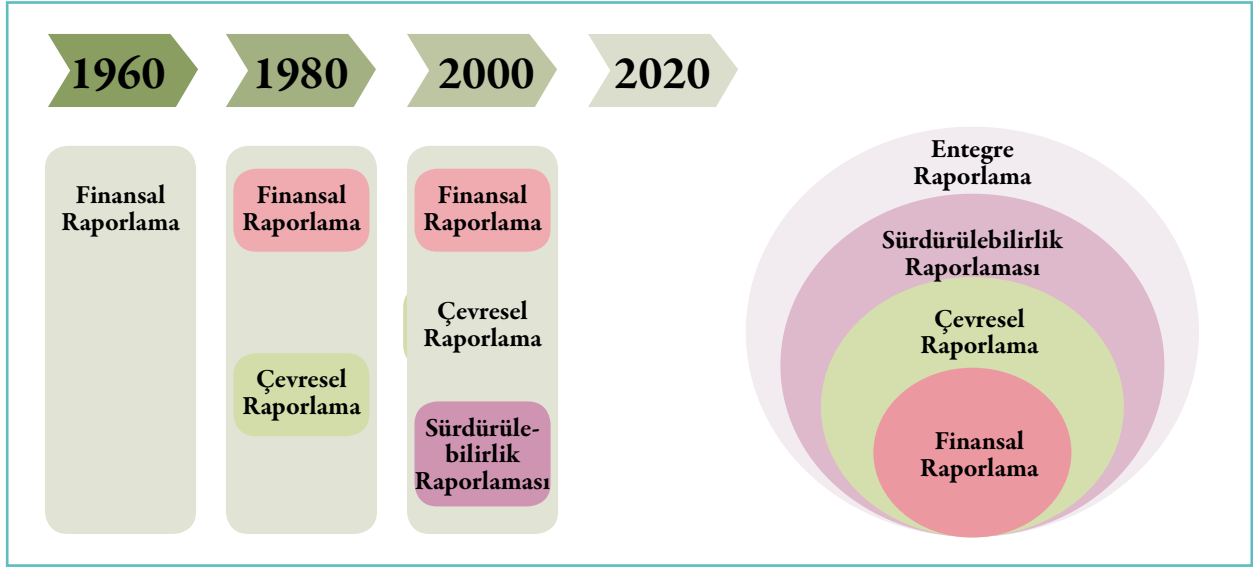 1960
1980
2000
2020
Finansal
Raporlama
Finansal
Raporlama
Çevresel
Raporlama
Finansal
Raporlama
Çevresel
Raporlama
Sürdürüle-
bilirlik
Raporlaması
Entegre
Raporlama
Sürdürülebilirlik
Raporlaması
Çevresel
Raporlama
Finansal
Raporlama